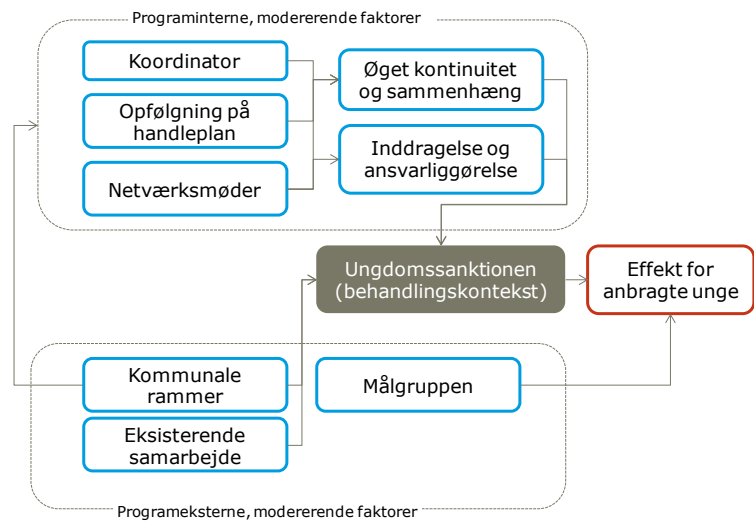 Programinterne, modererende faktorer
Koordinator
Opfølgning på
handleplan
Netværksmøder
Øget kontinuitet
og sammenhæng
Inddragelse og
ansvarliggørelse
Ungdomssanktionen
(behandlingskontekst)
Effekt for
anbragte unge
Kommunale
rammer
Målgruppen
Eksisterende
samarbejde
Programeksterne, modererende faktorer